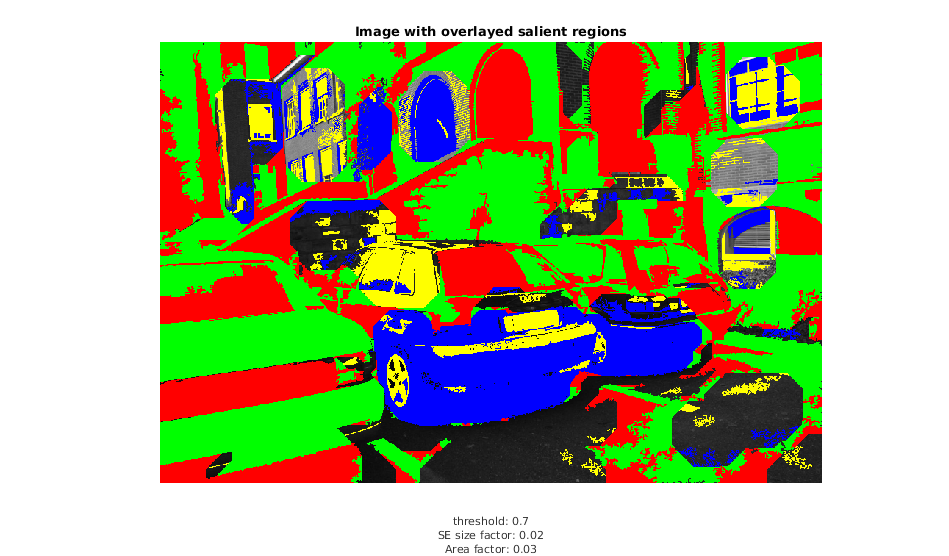 Image with overlayed salient regions
threshold: 0.7
SE size factor: 0.02
Area factor: 0.03